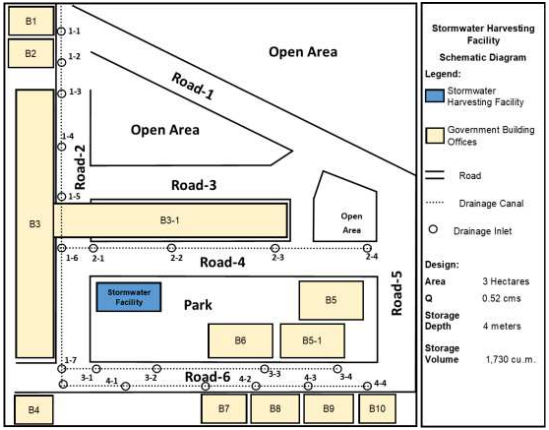 B1
1-1
B2
1-2
Open Area
Road-1
1-3
Open Area
1-4
Road-2
Road-3
1-5
B3
B3-1
Open
Area
1-6
2-1
2-2
2-3
2-4
Road-4
Road-5
Stormwater
Facility
Park
B5
B6
B5-1
1-7
3-1
3-2
3-3
3-4
Road-6
4-1
4-2
4-3
4-4
B4
B7
B8
B9
B10
Stormwater Harvesting
Facility
Schematic Diagram
Legend:
Stormwater
Harvesting Facility
Government Building
Offices
Road
Drainage Canal
Drainage Inlet
Design:
Area 3 Hectares
Q 0.52 cms
Storage
Depth 4 meters
Storage
Volume 1,730 cu.m.